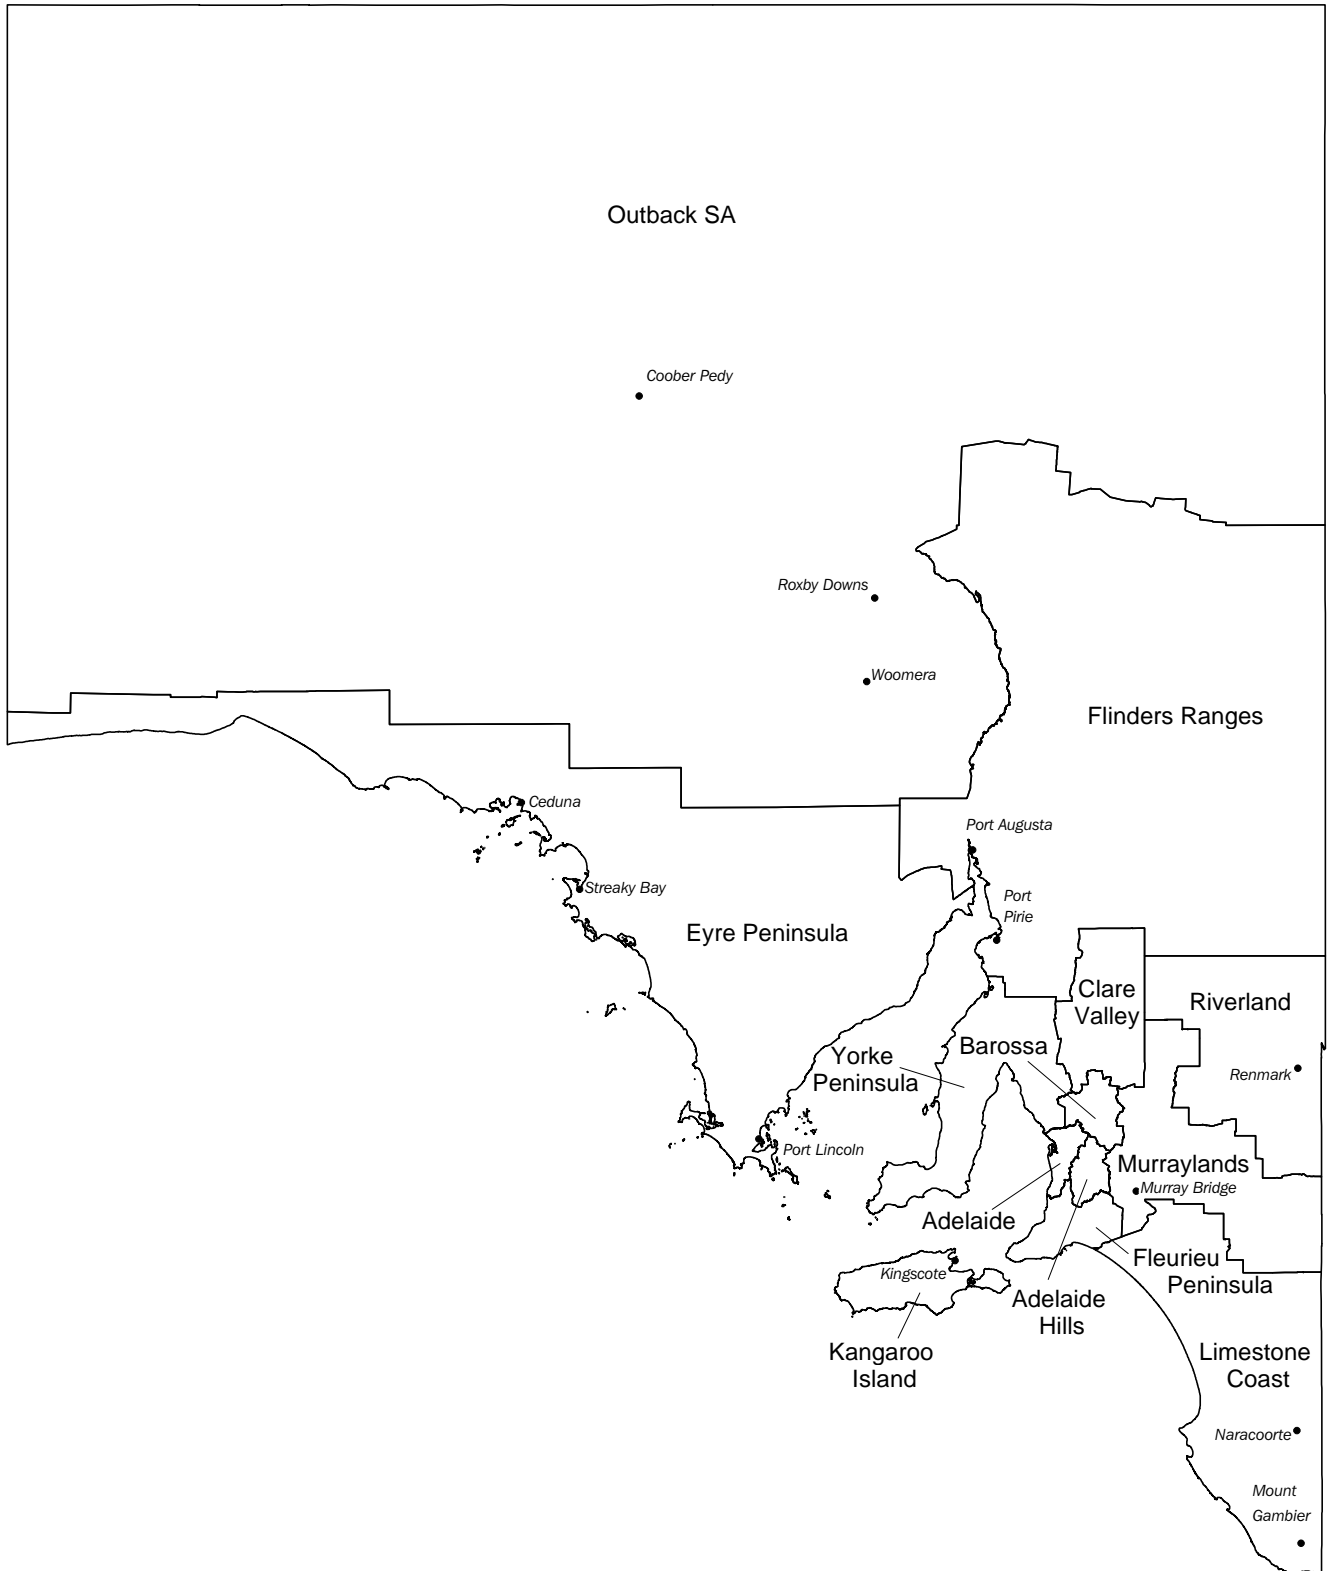 Outback SA
Coober Pedy
Roxby Downs
Woomera
Flinders Ranges
Ceduna
Port Augusta
Streaky Bay
Port
Pirie
Eyre Peninsula
Clare
Valley
Riverland
Yorke
Peninsula
Barossa
Renmark
Port Lincoln
Murraylands
Murray Bridge
Adelaide
Fleurieu
Peninsula
Kingscote
Adelaide
Hills
Kangaroo
Island
Limestone
Coast
Naracoorte
Mount
Gambier